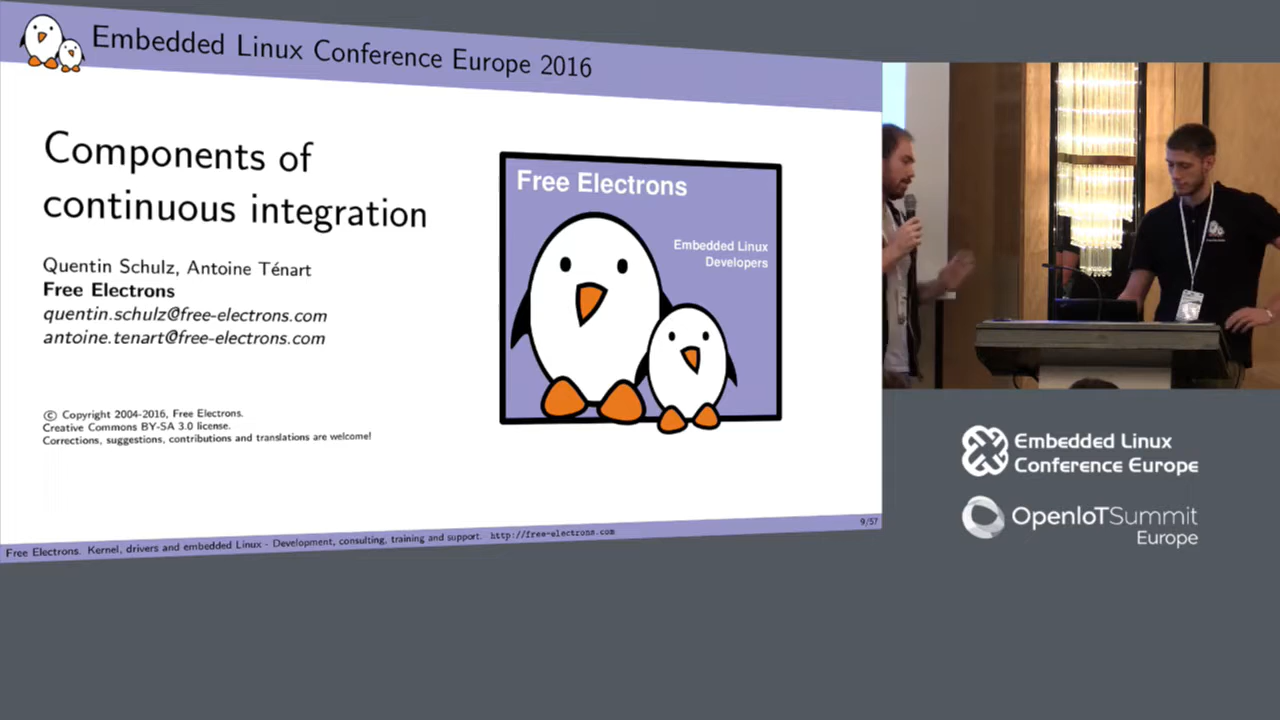 Embedded Linux Conference Europe 2016
Components of
continuous integration
Quentin Schulz, Antoine Ténart
Free Electrons
quentin.schulz@free-electrons.com
antoine.tenart@free-electrons.com
© Copyright 2004-2016, Free Electrons.
Creative Commons BY-SA 3.0 license.
Corrections, suggestions, contributions and translations are welcome!
Free Electrons
Embedded Linux
Developers
Free Electrons. Kernel, drivers and embedded Linux - Development, consulting, training and support. http://free-electrons.com
9/57
Embedded Linux
Conference Europe
OpenIoTSummit
Europe